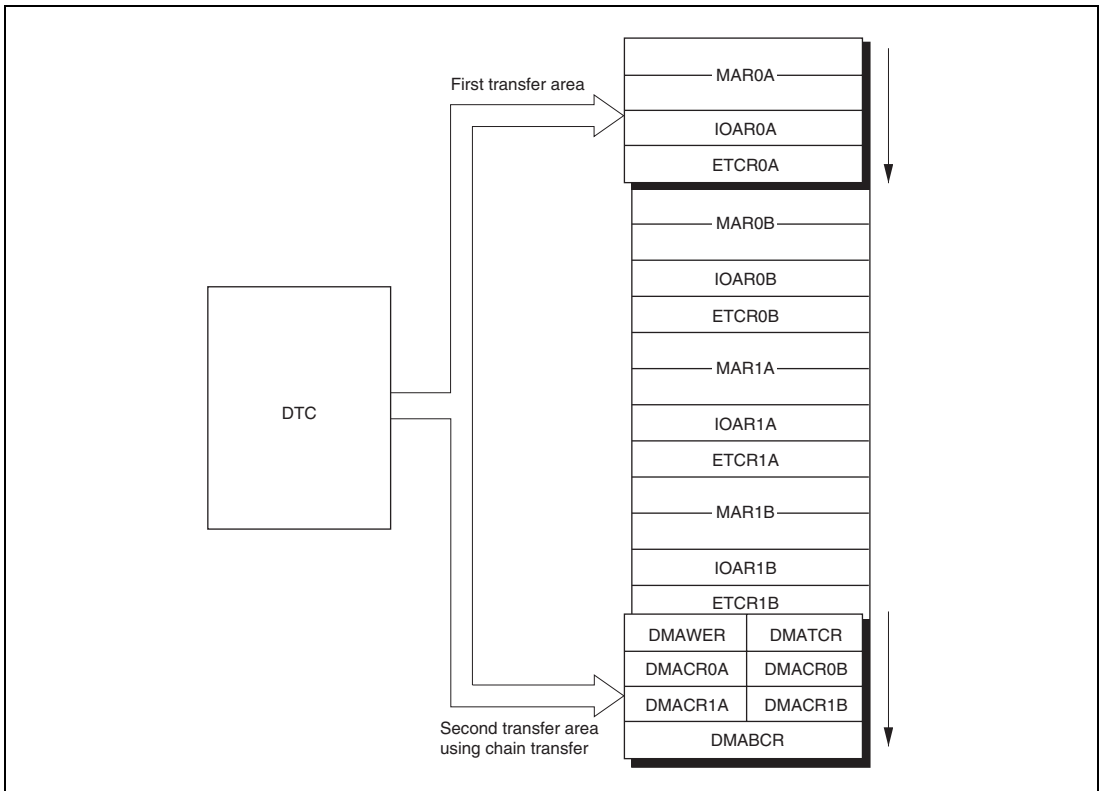 First transfer area
MAR0A
IOAR0A
ETCR0A
MAR0B
IOAR0B
ETCR0B
MAR1A
DTC
IOAR1A
ETCR1A
MAR1B
IOAR1B
ETCR1B
DMAWER DMATCR
DMACR0A DMACR0B
DMACR1A DMACR1B
Second transfer area
using chain transfer
DMABCR